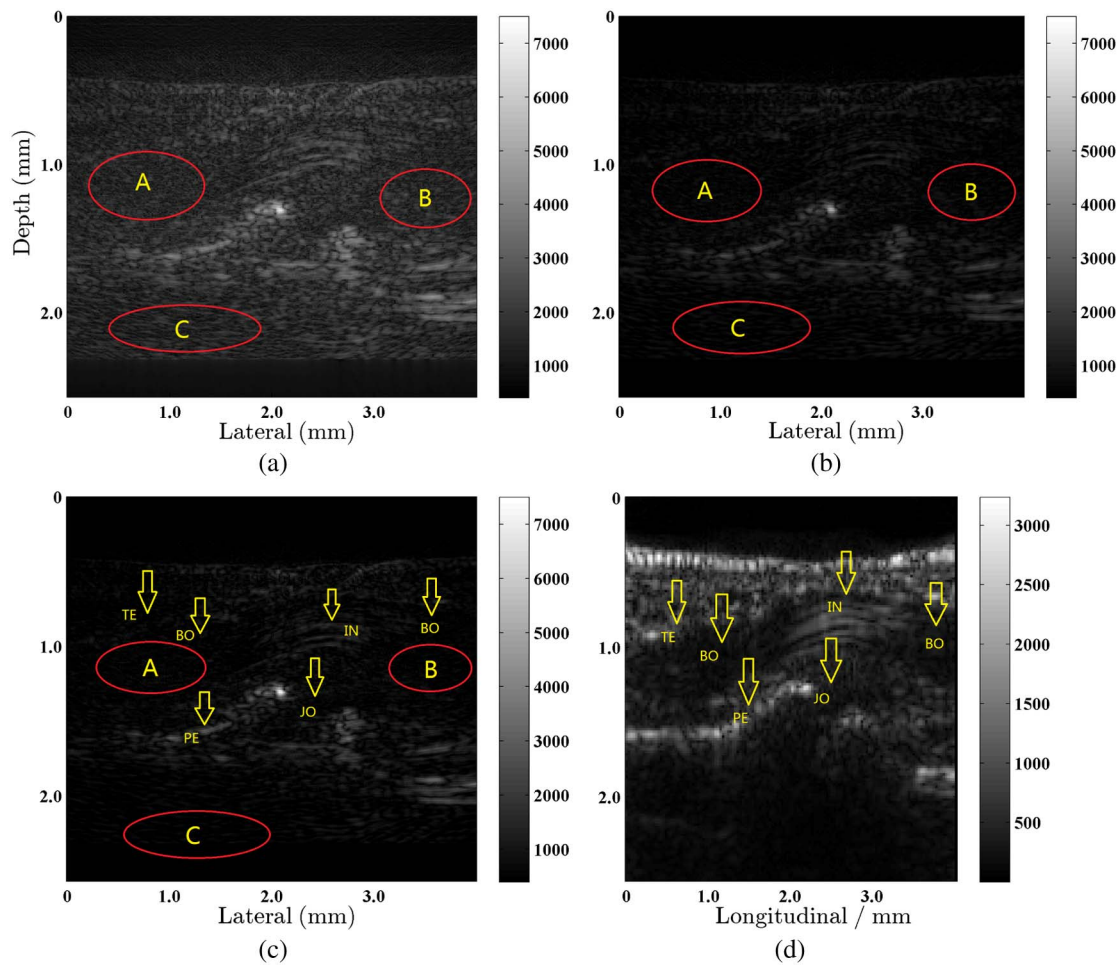 0
1.0
2.0
Depth (mm)
A
B
C
0 1.0 2.0 3.0
Lateral (mm)
7000
6000
5000
4000
3000
2000
1000
(a)
0
1.0
2.0
A
B
C
0 1.0 2.0 3.0
Lateral (mm)
7000
6000
5000
4000
3000
2000
1000
(b)
0
1.0
2.0
TE
BO
IN
BO
A
B
JO
PE
C
0 1.0 2.0 3.0
Lateral (mm)
7000
6000
5000
4000
3000
2000
1000
(c)
0
1.0
2.0
IN
TE
BO
BO
JO
PE
0 1.0 2.0 3.0
Longitudinal / mm
3000
2500
2000
1500
1000
500
(d)